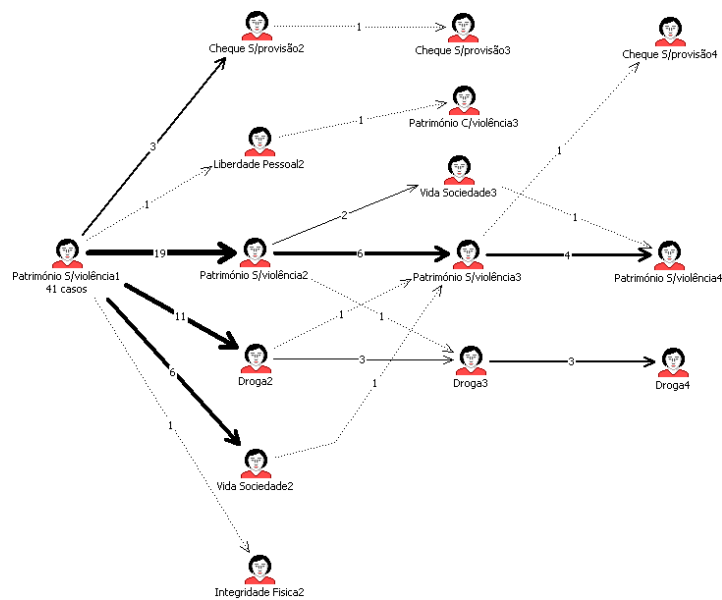 Cheque S/provisão2
1
Cheque S/provisão3
Cheque S/provisão4
3
1
Património C/violência3
Liberdade Pessoal2
1
1
2
Vida Sociedade3
1
Património S/violência1
41 casos
19
Património S/violência2
6
Património S/violência3
4
Património S/violência4
11
1
1
Droga2
3
Droga3
3
Droga4
6
1
1
Vida Sociedade2
Integridade Fisica2